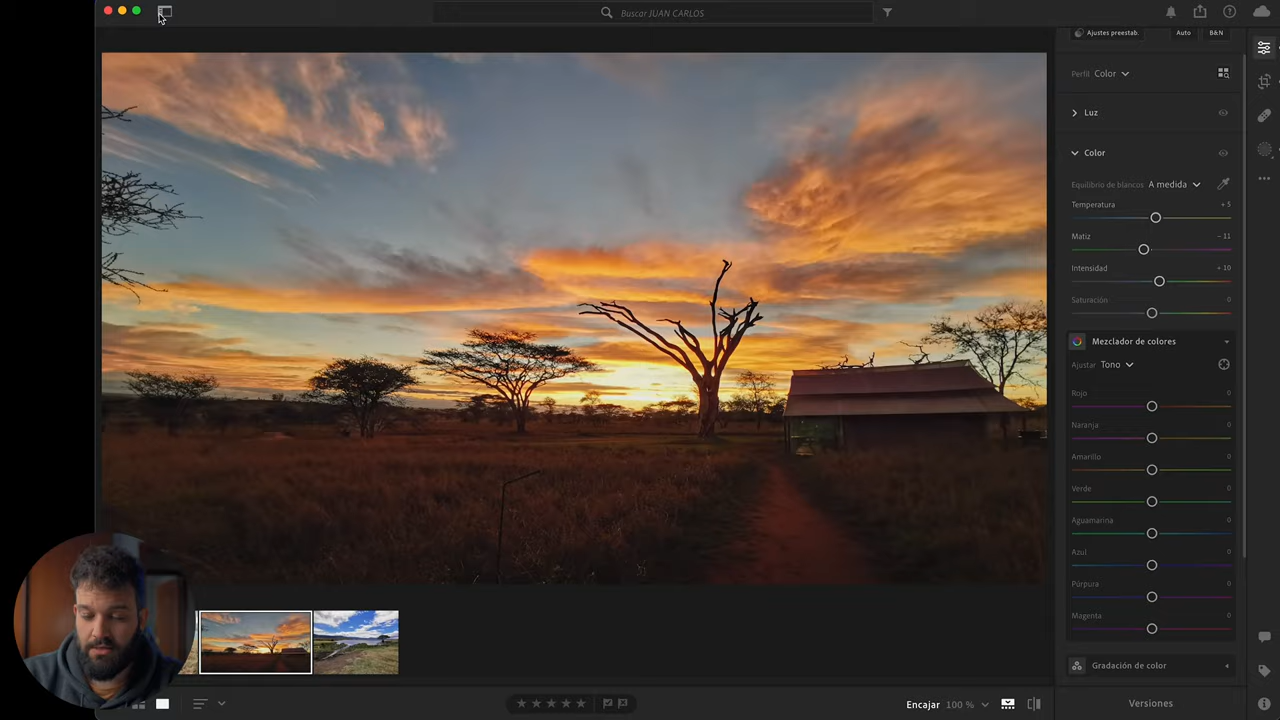 Buscar JUAN CARLOS
Ajustes preestab.
Auto
B&N
Perfil Color
Luz
Color
Equilibrio de blancos A medida
Temperatura + 5
Matiz − 11
Intensidad + 10
Saturación 0
Mezclador de colores
Ajustar Tono
Rojo 0
Naranja 0
Amarillo 0
Verde 0
Aguamarina 0
Azul 0
Púrpura 0
Magenta 0
Gradación de color
Encajar 100 %
Versiones